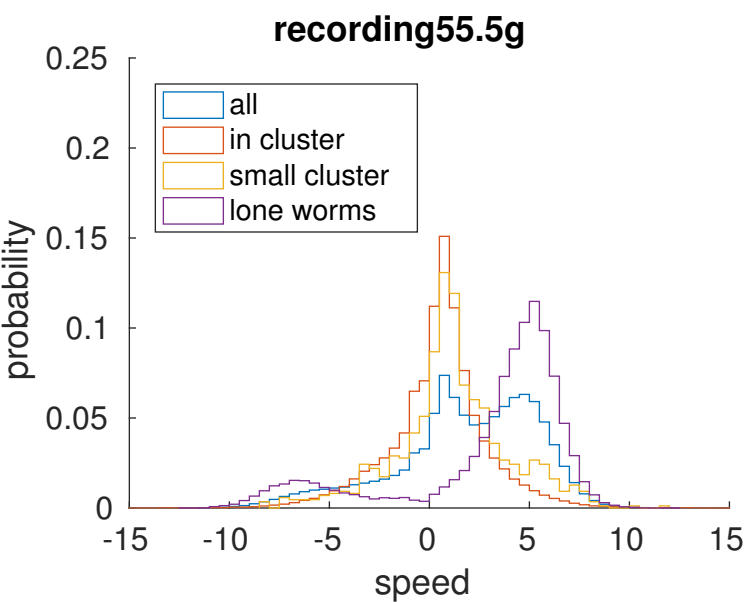 recording55.5g
0.25
0.2
0.15
0.1
0.05
0
probability
all
in cluster
small cluster
lone worms
-15 -10 -5 0 5 10 15
speed